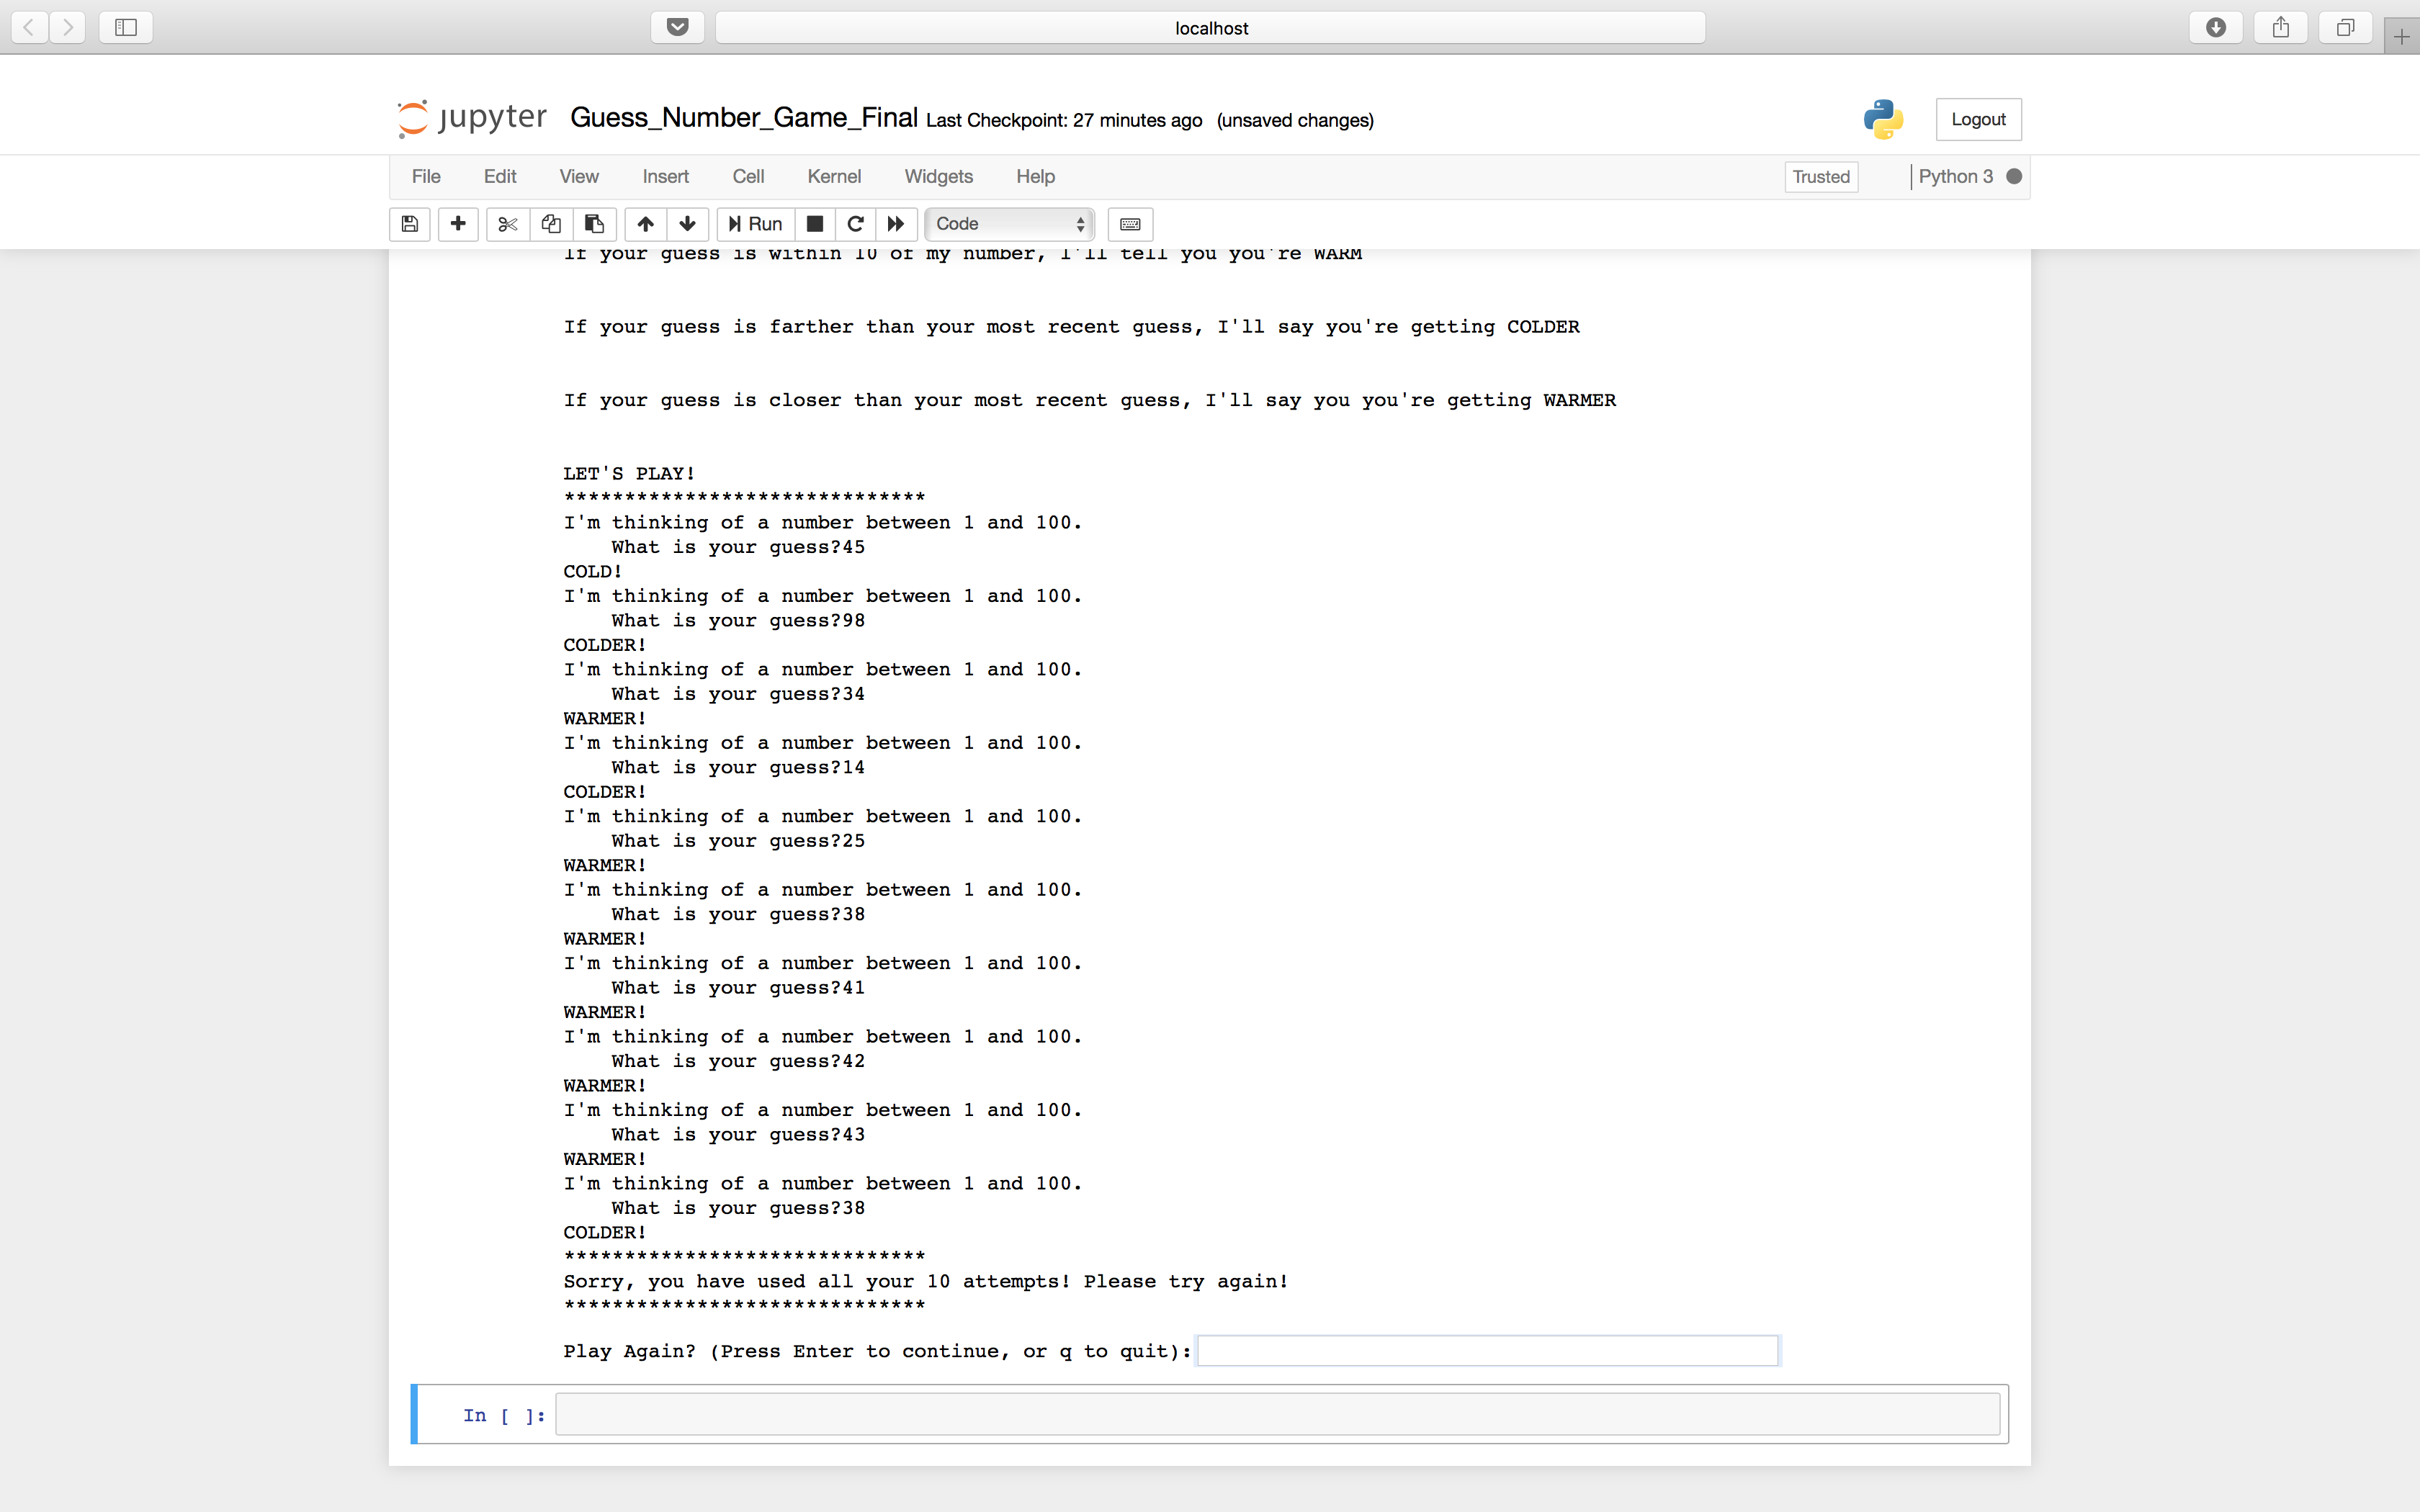 localhost
jupyter Guess_Number_Game_Final Last Checkpoint: 27 minutes ago (unsaved changes)
Logout
File Edit View Insert Cell Kernel Widgets Help Trusted Python 3
Run Code
If your guess is within 10 of my number, I'll tell you you're WARM
If your guess is farther than your most recent guess, I'll say you're getting COLDER
If your guess is closer than your most recent guess, I'll say you you're getting WARMER
LET'S PLAY!
******************************
I'm thinking of a number between 1 and 100.
What is your guess?45
COLD!
I'm thinking of a number between 1 and 100.
What is your guess?98
COLDER!
I'm thinking of a number between 1 and 100.
What is your guess?34
WARMER!
I'm thinking of a number between 1 and 100.
What is your guess?14
COLDER!
I'm thinking of a number between 1 and 100.
What is your guess?25
WARMER!
I'm thinking of a number between 1 and 100.
What is your guess?38
WARMER!
I'm thinking of a number between 1 and 100.
What is your guess?41
WARMER!
I'm thinking of a number between 1 and 100.
What is your guess?42
WARMER!
I'm thinking of a number between 1 and 100.
What is your guess?43
WARMER!
I'm thinking of a number between 1 and 100.
What is your guess?38
COLDER!
******************************
Sorry, you have used all your 10 attempts! Please try again!
******************************
Play Again? (Press Enter to continue, or q to quit):
In [ ]: